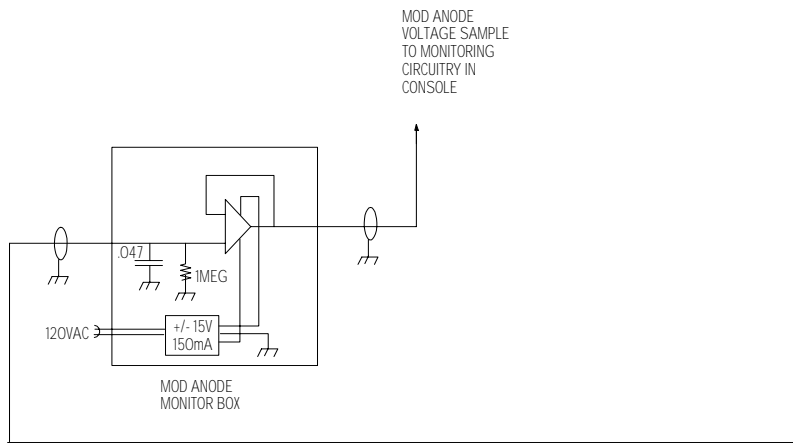 MOD ANODE
VOLTAGE SAMPLE
TO MONITORING
CIRCUITRY IN
CONSOLE
.047
1MEG
120VAC
+/- 15V
150mA
MOD ANODE
MONITOR BOX